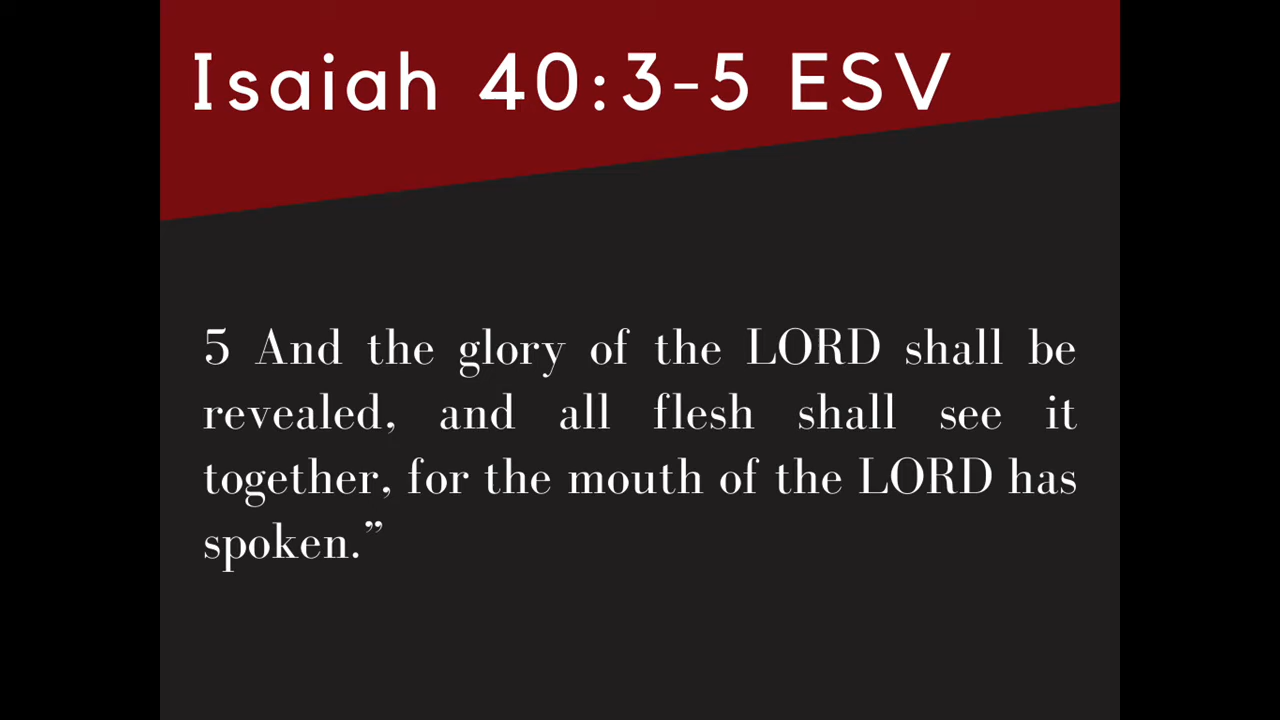 Isaiah 40:3-5 ESV
5 And the glory of the LORD shall be
revealed, and all flesh shall see it
together, for the mouth of the LORD has
spoken.”